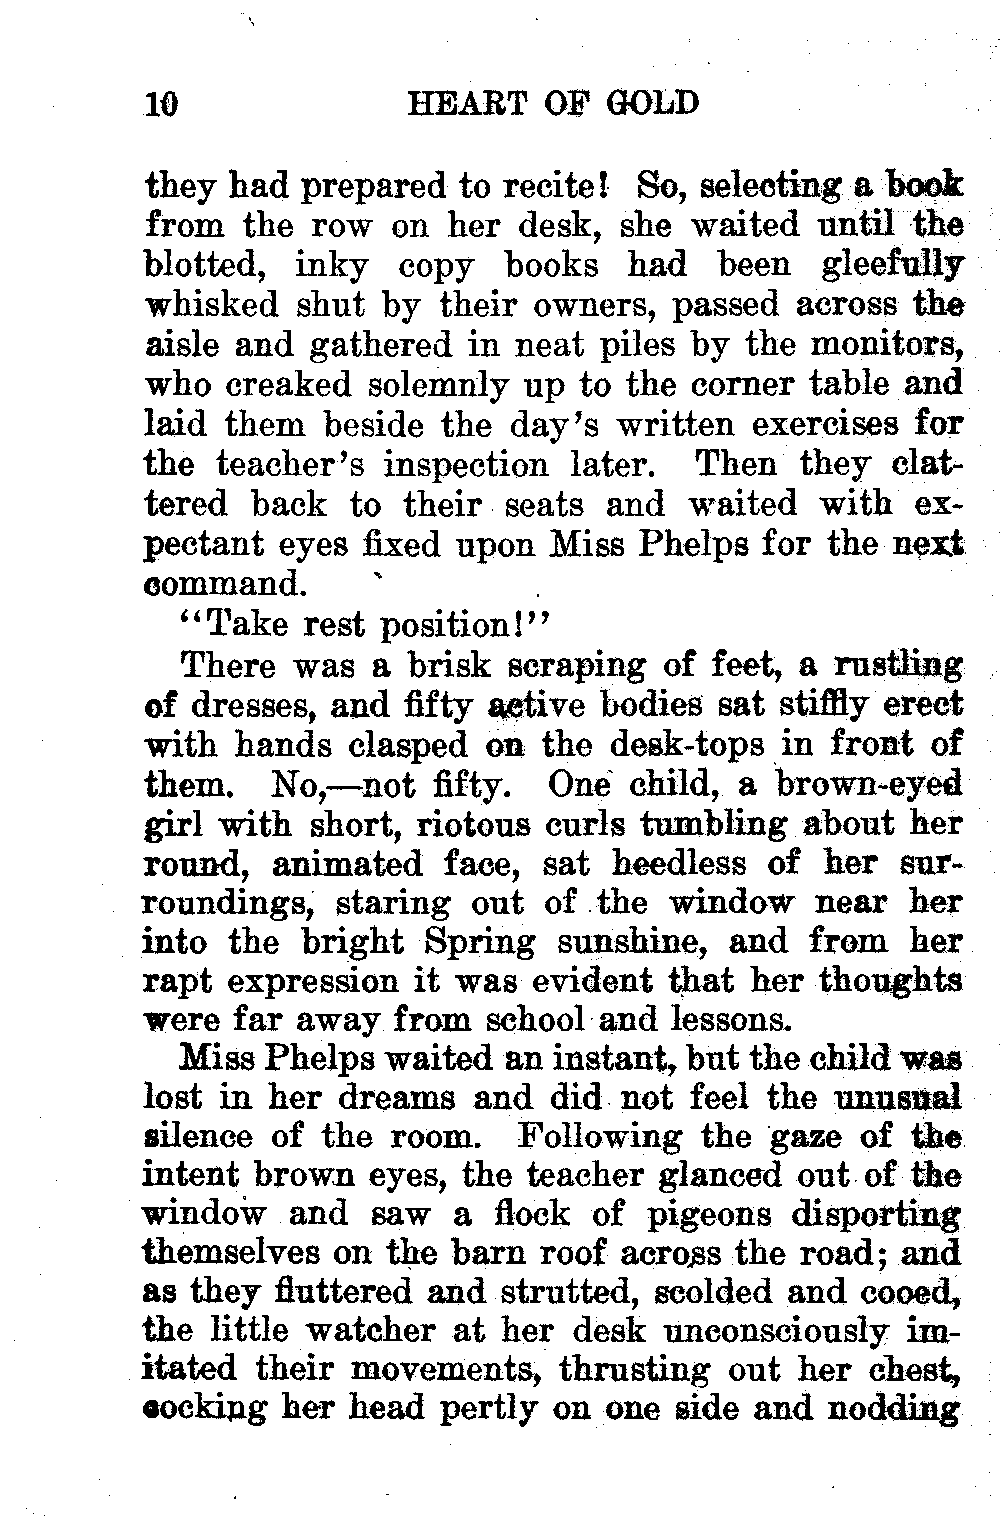 10 HEART OF GOLD
they had prepared to recite! So, selecting a book
from the row on her desk, she waited until the
blotted, inky copy books had been gleefully
whisked shut by their owners, passed across the
aisle and gathered in neat piles by the monitors,
who creaked solemnly up to the corner table and
laid them beside the day's written exercises for
the teacher's inspection later. Then they clat-
tered back to their seats and waited with ex-
pectant eyes fixed upon Miss Phelps for the next
command.
"Take rest position!"
There was a brisk scraping of feet, a rustling
of dresses, and fifty active bodies sat stiffly erect
with hands clasped on the desk-tops in front of
them. No,—not fifty. One child, a brown-eyed
girl with short, riotous curls tumbling about her
round, animated face, sat heedless of her sur-
roundings, staring out of the window near her
into the bright Spring sunshine, and from her
rapt expression it was evident that her thoughts
were far away from school and lessons.
Miss Phelps waited an instant, but the child was
lost in her dreams and did not feel the unusual
silence of the room. Following the gaze of the
intent brown eyes, the teacher glanced out of the
window and saw a flock of pigeons disporting
themselves on the barn roof across the road; and
as they fluttered and strutted, scolded and cooed,
the little watcher at her desk unconsciously im-
itated their movements, thrusting out her chest,
cocking her head pertly on one side and nodding